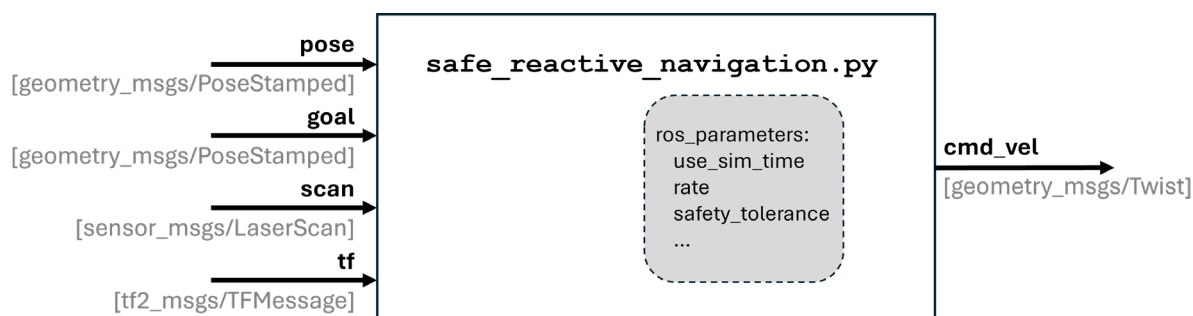 pose
[geometry_msgs/PoseStamped]
goal
[geometry_msgs/PoseStamped]
scan
[sensor_msgs/LaserScan]
tf
[tf2_msgs/TFMessage]
safe_reactive_navigation.py
ros_parameters:
use_sim_time
rate
safety_tolerance
...
cmd_vel
[geometry_msgs/Twist]